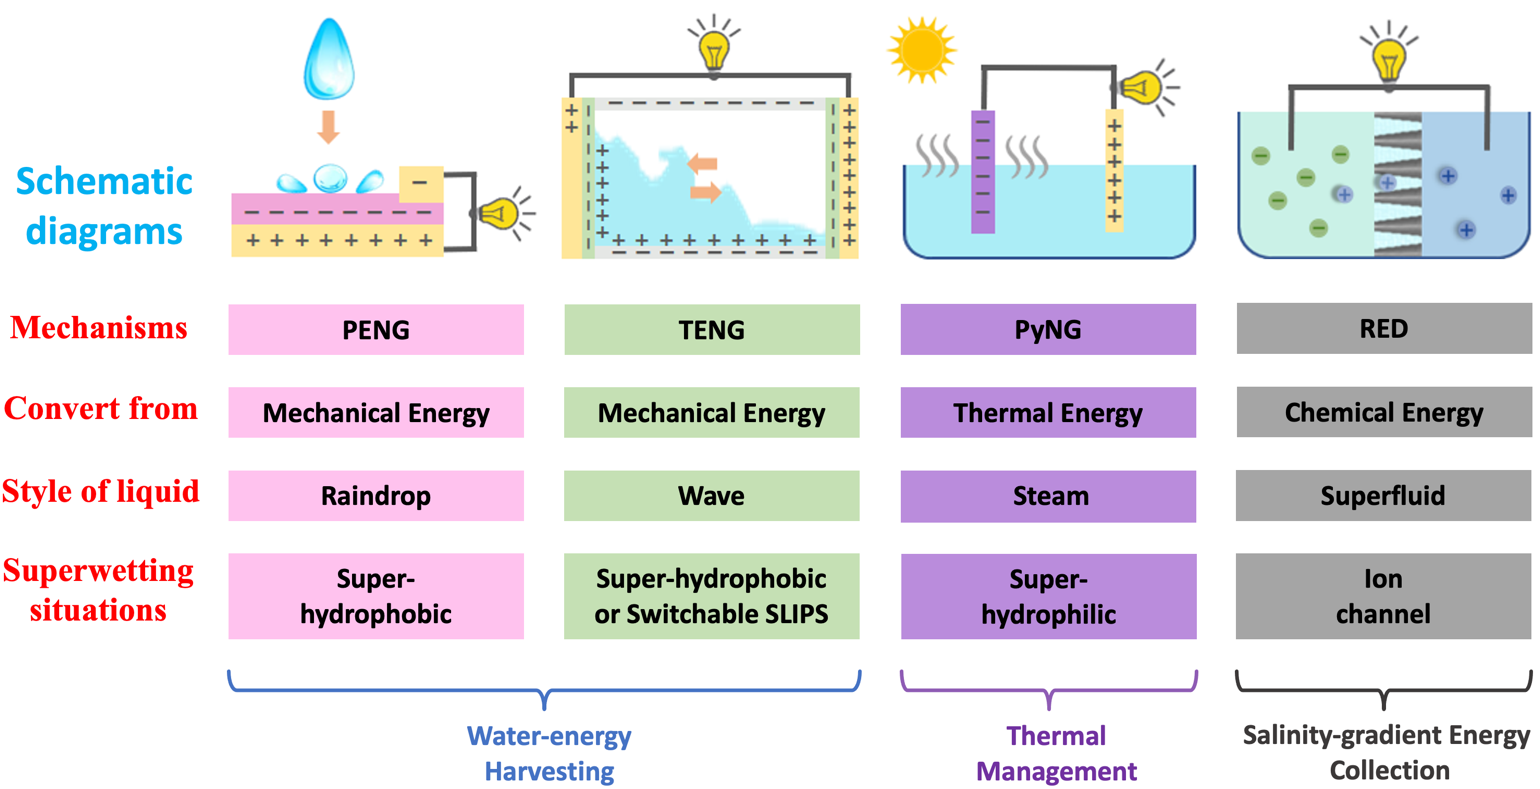 Schematic
diagrams
Mechanisms
PENG
TENG
PyNG
RED
Convert from
Mechanical Energy
Mechanical Energy
Thermal Energy
Chemical Energy
Style of liquid
Raindrop
Wave
Steam
Superfluid
Superwetting
situations
Super-
hydrophobic
Super-hydrophobic
or Switchable SLIPS
Super-
hydrophilic
Ion
channel
Water-energy
Harvesting
Thermal
Management
Salinity-gradient Energy
Collection